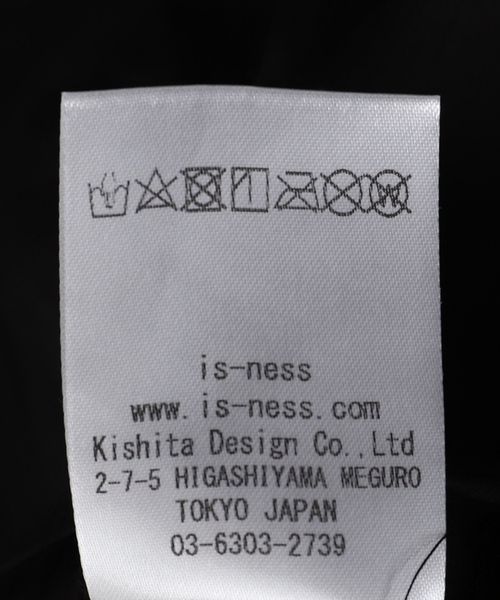 is-ness
www.is-ness.com
Kishita Design Co.,Ltd
2-7-5 HIGASHIYAMA MEGURO
TOKYO JAPAN
03-6303-2739